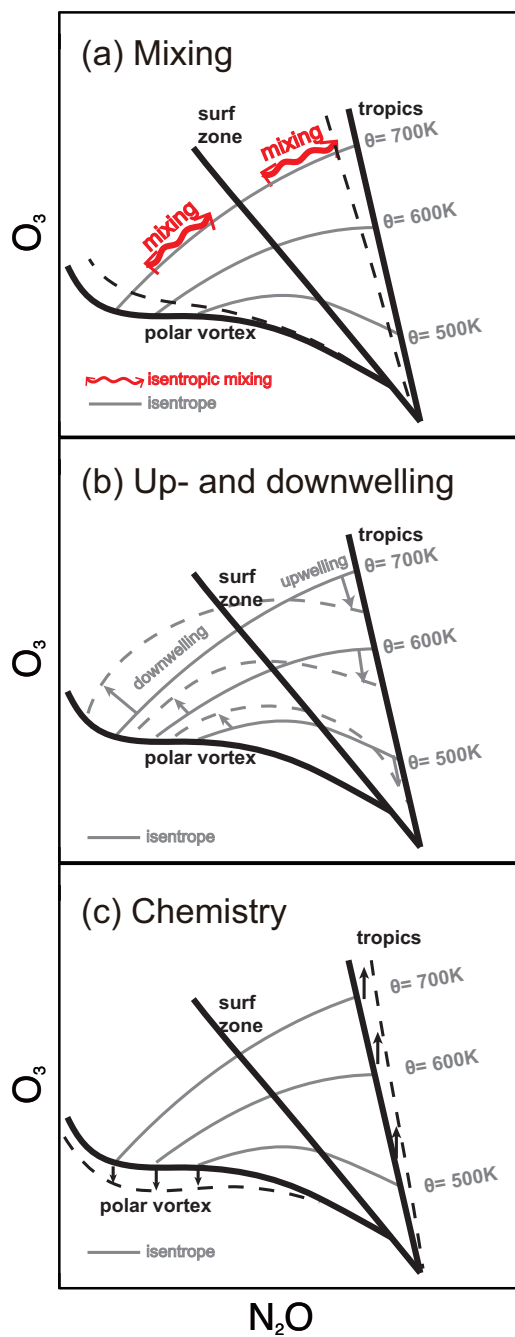 (a) Mixing
surf
zone
tropics
θ= 700K
mixing
mixing
θ= 600K
O₃
θ= 500K
polar vortex
isentropic mixing
isentrope
(b) Up- and downwelling
tropics
θ= 700K
surf
zone
upwelling
downwelling
θ= 600K
O₃
θ= 500K
polar vortex
isentrope
(c) Chemistry
tropics
θ= 700K
surf
zone
θ= 600K
O₃
θ= 500K
polar vortex
isentrope
N₂O